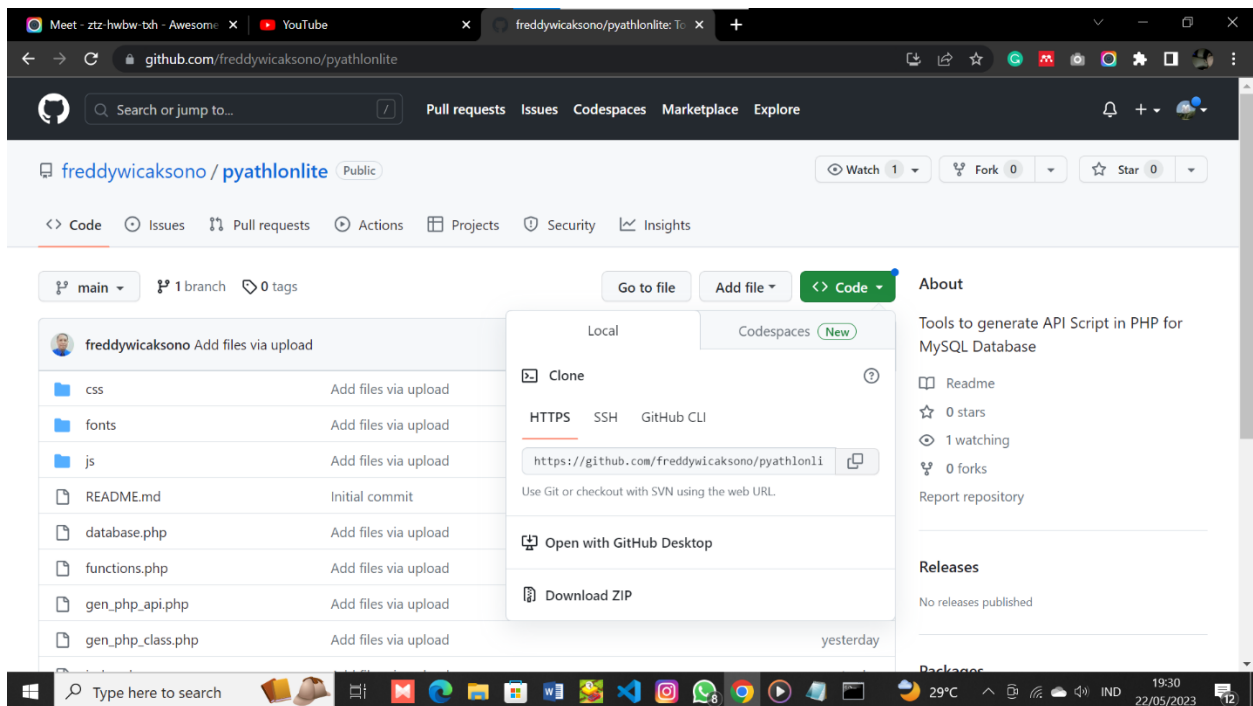 Meet - ztz-hwbw-txh - Awesome
YouTube
freddywicaksono/pyathlonlite: To
github.com/freddywicaksono/pyathlonlite
Search or jump to...
/
Pull requests Issues Codespaces Marketplace Explore
freddywicaksono / pyathlonlite Public
Watch 1
Fork 0
Star 0
<> Code
Issues
Pull requests
Actions
Projects
Security
Insights
main
1 branch
0 tags
Go to file
Add file
<> Code
freddywicaksono Add files via upload
css Add files via upload
fonts Add files via upload
js Add files via upload
README.md Initial commit
database.php Add files via upload
functions.php Add files via upload
gen_php_api.php Add files via upload
gen_php_class.php Add files via upload yesterday
Local
Codespaces New
Clone
HTTPS SSH GitHub CLI
https://github.com/freddywicaksono/pyathlonli
Use Git or checkout with SVN using the web URL.
Open with GitHub Desktop
Download ZIP
About
Tools to generate API Script in PHP for
MySQL Database
Readme
0 stars
1 watching
0 forks
Report repository
Releases
No releases published
Packages
Type here to search
8
29°C
IND
19:30
22/05/2023
12